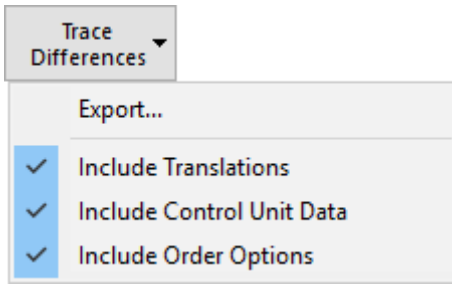 Trace
Differences
Export...
Include Translations
Include Control Unit Data
Include Order Options